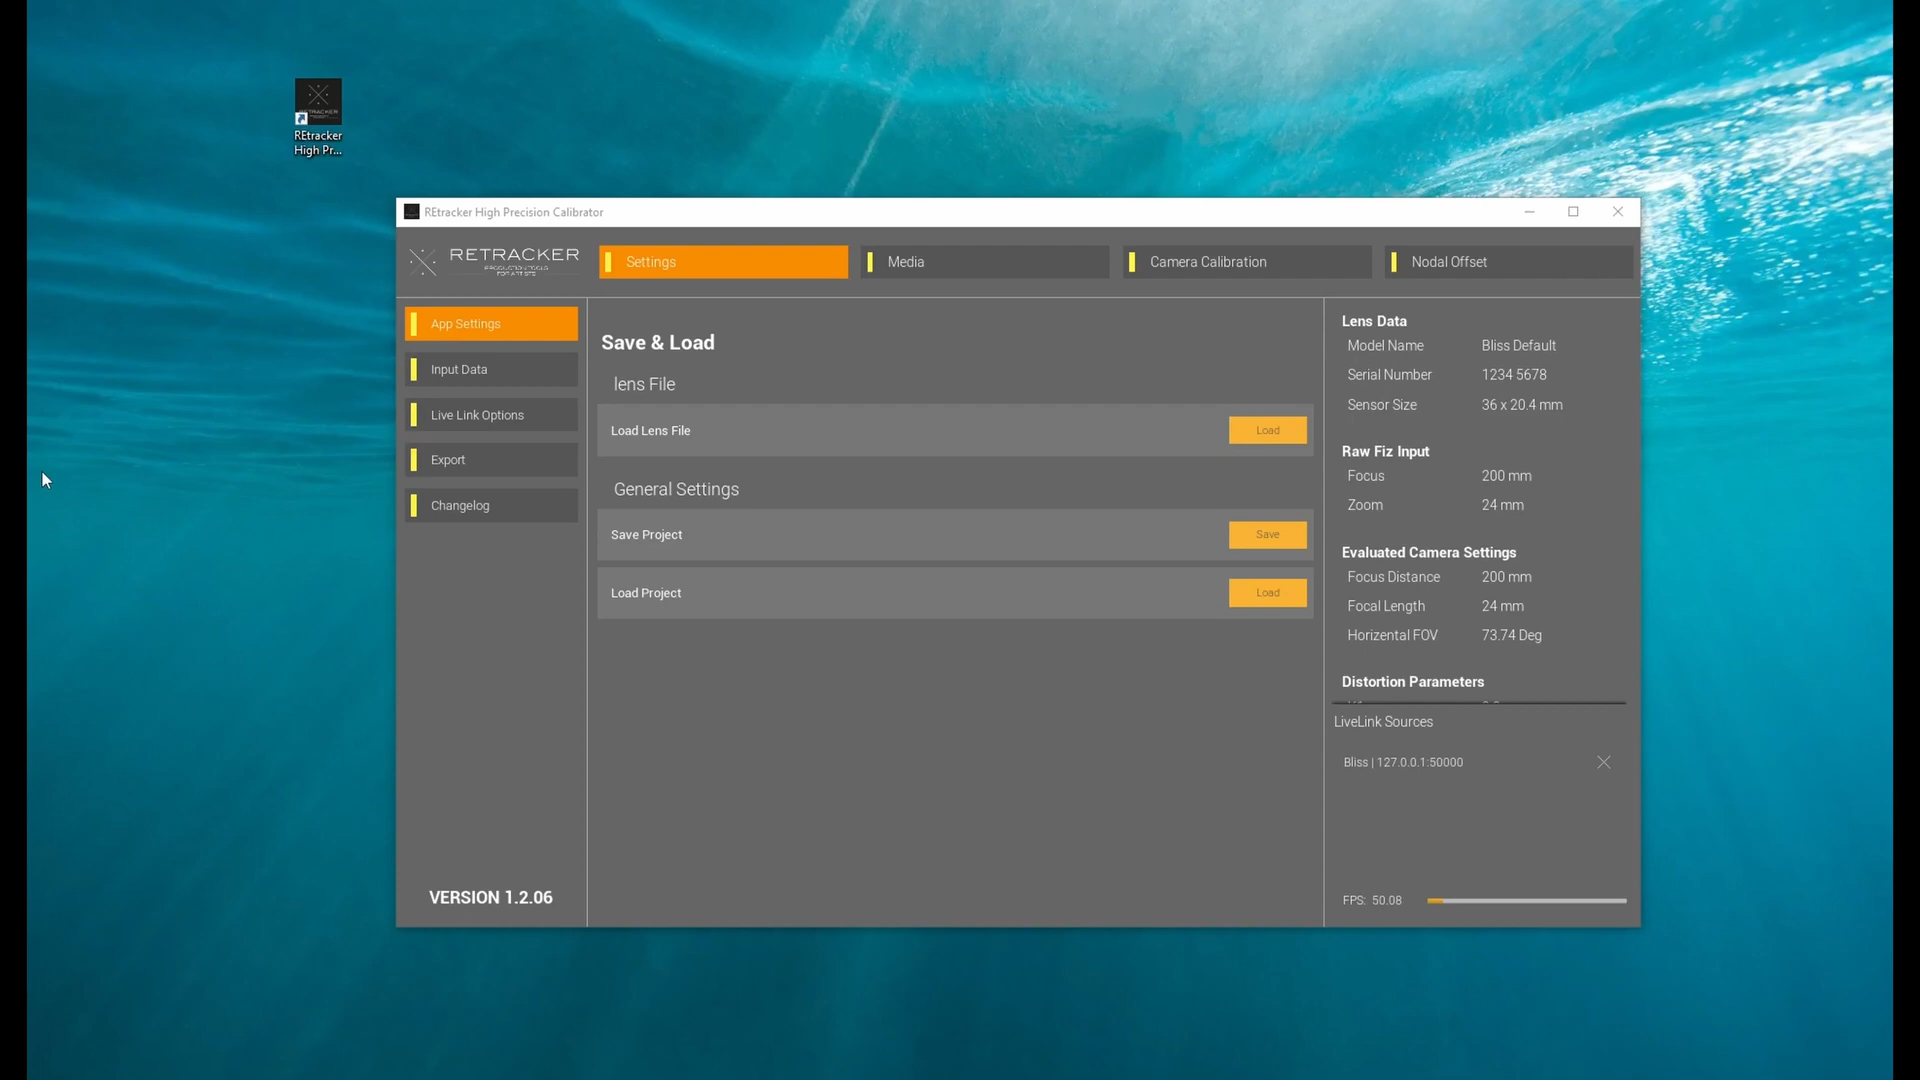 REtracker
High Pr...
REtracker High Precision Calibrator
RETRACKER
PRODUCTION TOOLS
FOR ARTISTS
Settings
Media
Camera Calibration
Nodal Offset
App Settings
Input Data
Live Link Options
Export
Changelog
VERSION 1.2.06
Save & Load
lens File
Load Lens File
Load
General Settings
Save Project
Save
Load Project
Load
Lens Data
Model Name Bliss Default
Serial Number 1234 5678
Sensor Size 36 x 20.4 mm
Raw Fiz Input
Focus 200 mm
Zoom 24 mm
Evaluated Camera Settings
Focus Distance 200 mm
Focal Length 24 mm
Horizental FOV 73.74 Deg
Distortion Parameters
LiveLink Sources
Bliss | 127.0.0.1:50000
FPS: 50.08